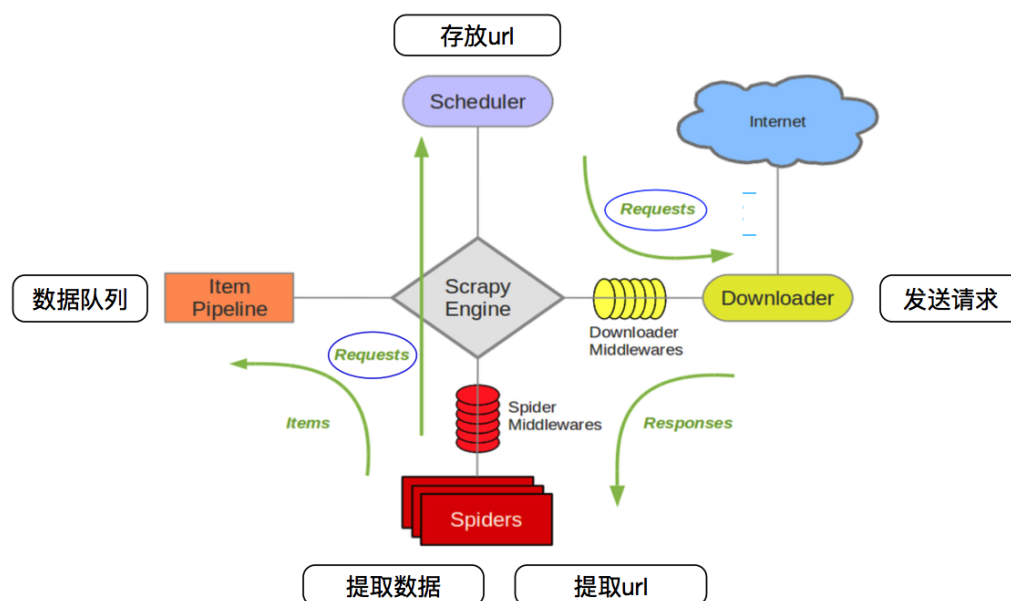 存放url
Scheduler
Internet
Requests
数据队列
Item
Pipeline
Scrapy
Engine
Downloader
发送请求
Downloader
Middlewares
Requests
Items
Spider
Middlewares
Responses
Spiders
提取数据
提取url